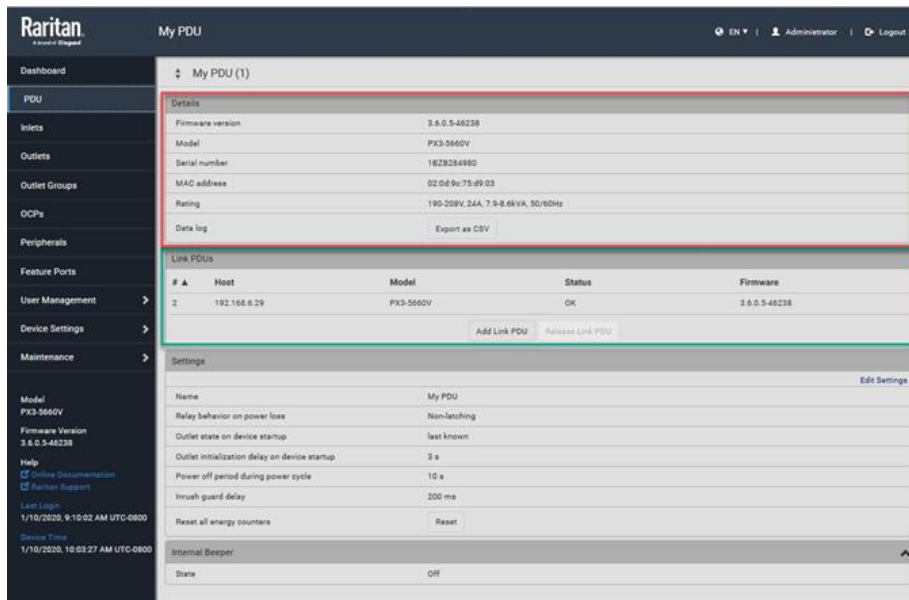 Raritan.
A brand of Legrand
My PDU
EN
Administrator
Logout
Dashboard
PDU
Inlets
Outlets
Outlet Groups
OCPs
Peripherals
Feature Ports
User Management
Device Settings
Maintenance
Model
PX3-5660V
Firmware Version
3.6.0.5-46238
Help
Online Documentation
Raritan Support
Last Login
1/10/2020, 9:10:02 AM UTC-0800
Device Time
1/10/2020, 10:03:27 AM UTC-0800
My PDU (1)
Details
Firmware version 3.6.0.5-46238
Model PX3-5660V
Serial number 1BZB284980
MAC address 02:0d:9c:75:d9:03
Rating 190-208V, 24A, 7.9-8.6kVA, 50/60Hz
Data log Export as CSV
Link PDUs
# ▲ Host Model Status Firmware
2 192.168.6.29 PX3-5660V OK 3.6.0.5-46238
Add Link PDU Release Link PDU
Settings
Edit Settings
Name My PDU
Relay behavior on power loss Non-latching
Outlet state on device startup last known
Outlet initialization delay on device startup 3 s
Power off period during power cycle 10 s
Inrush guard delay 200 ms
Reset all energy counters Reset
Internal Beeper
State Off